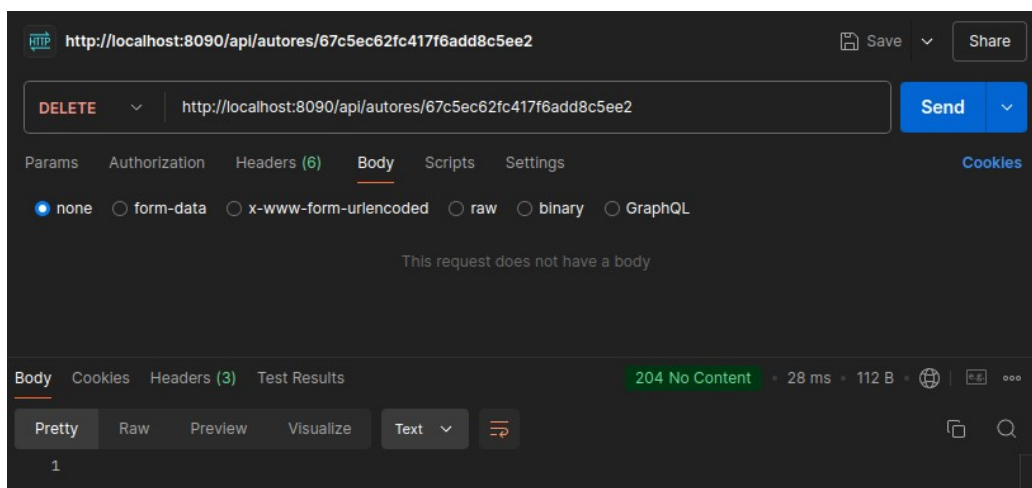 HTTP http://localhost:8090/api/autores/67c5ec62fc417f6add8c5ee2 Save Share
DELETE http://localhost:8090/api/autores/67c5ec62fc417f6add8c5ee2 Send
Params Authorization Headers (6) Body Scripts Settings Cookies
none form-data x-www-form-urlencoded raw binary GraphQL
This request does not have a body
Body Cookies Headers (3) Test Results 204 No Content • 28 ms • 112 B • e.g.
Pretty Raw Preview Visualize Text
1